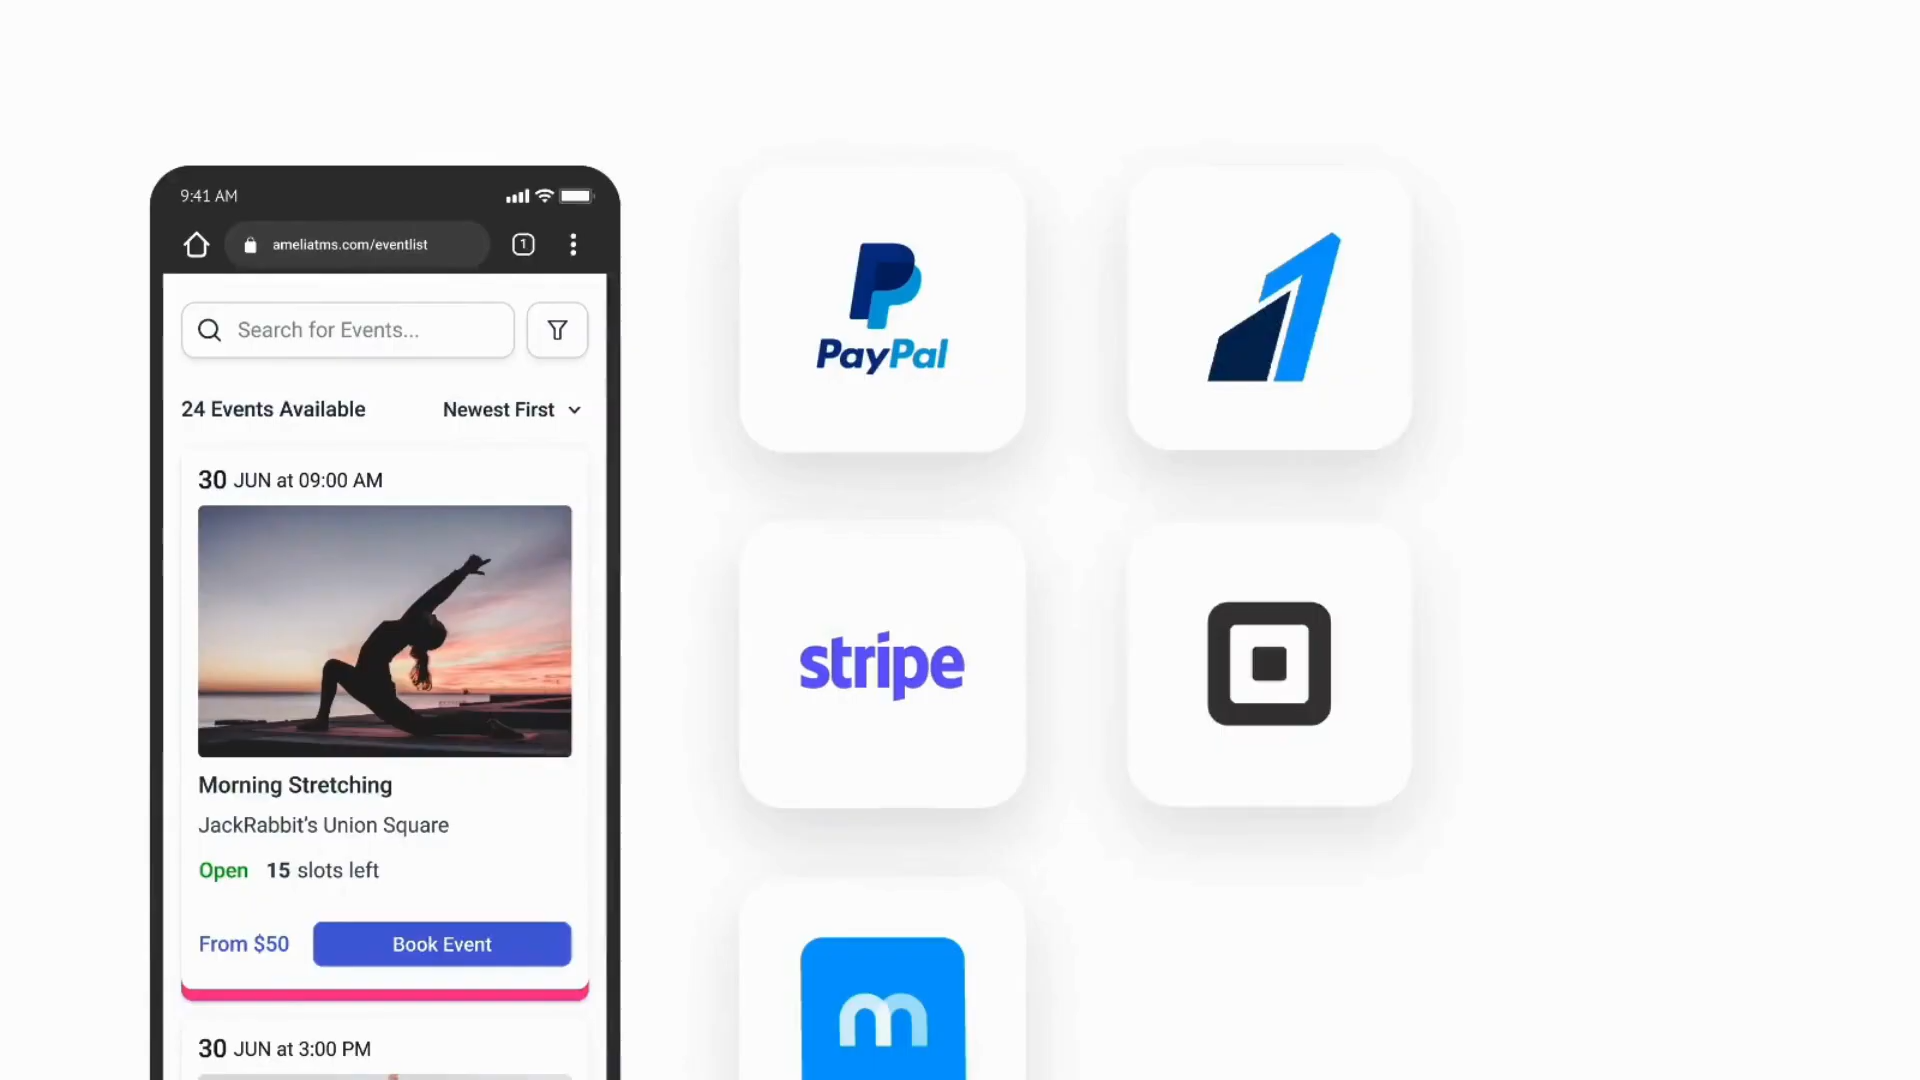 9:41 AM
ameliatms.com/eventlist
1
Search for Events...
24 Events Available
Newest First
30 JUN at 09:00 AM
Morning Stretching
JackRabbit's Union Square
Open 15 slots left
From $50
Book Event
30 JUN at 3:00 PM
PayPal
stripe
m